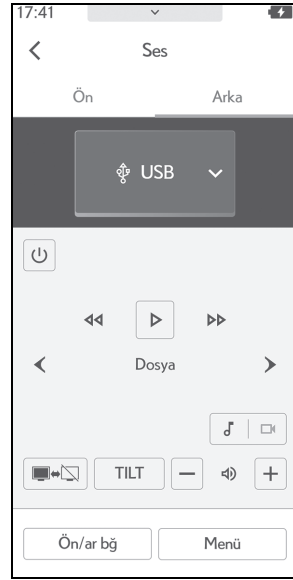 17:41
Ses
Ön Arka
USB
Dosya
TILT
Ön/ar bğ Menü